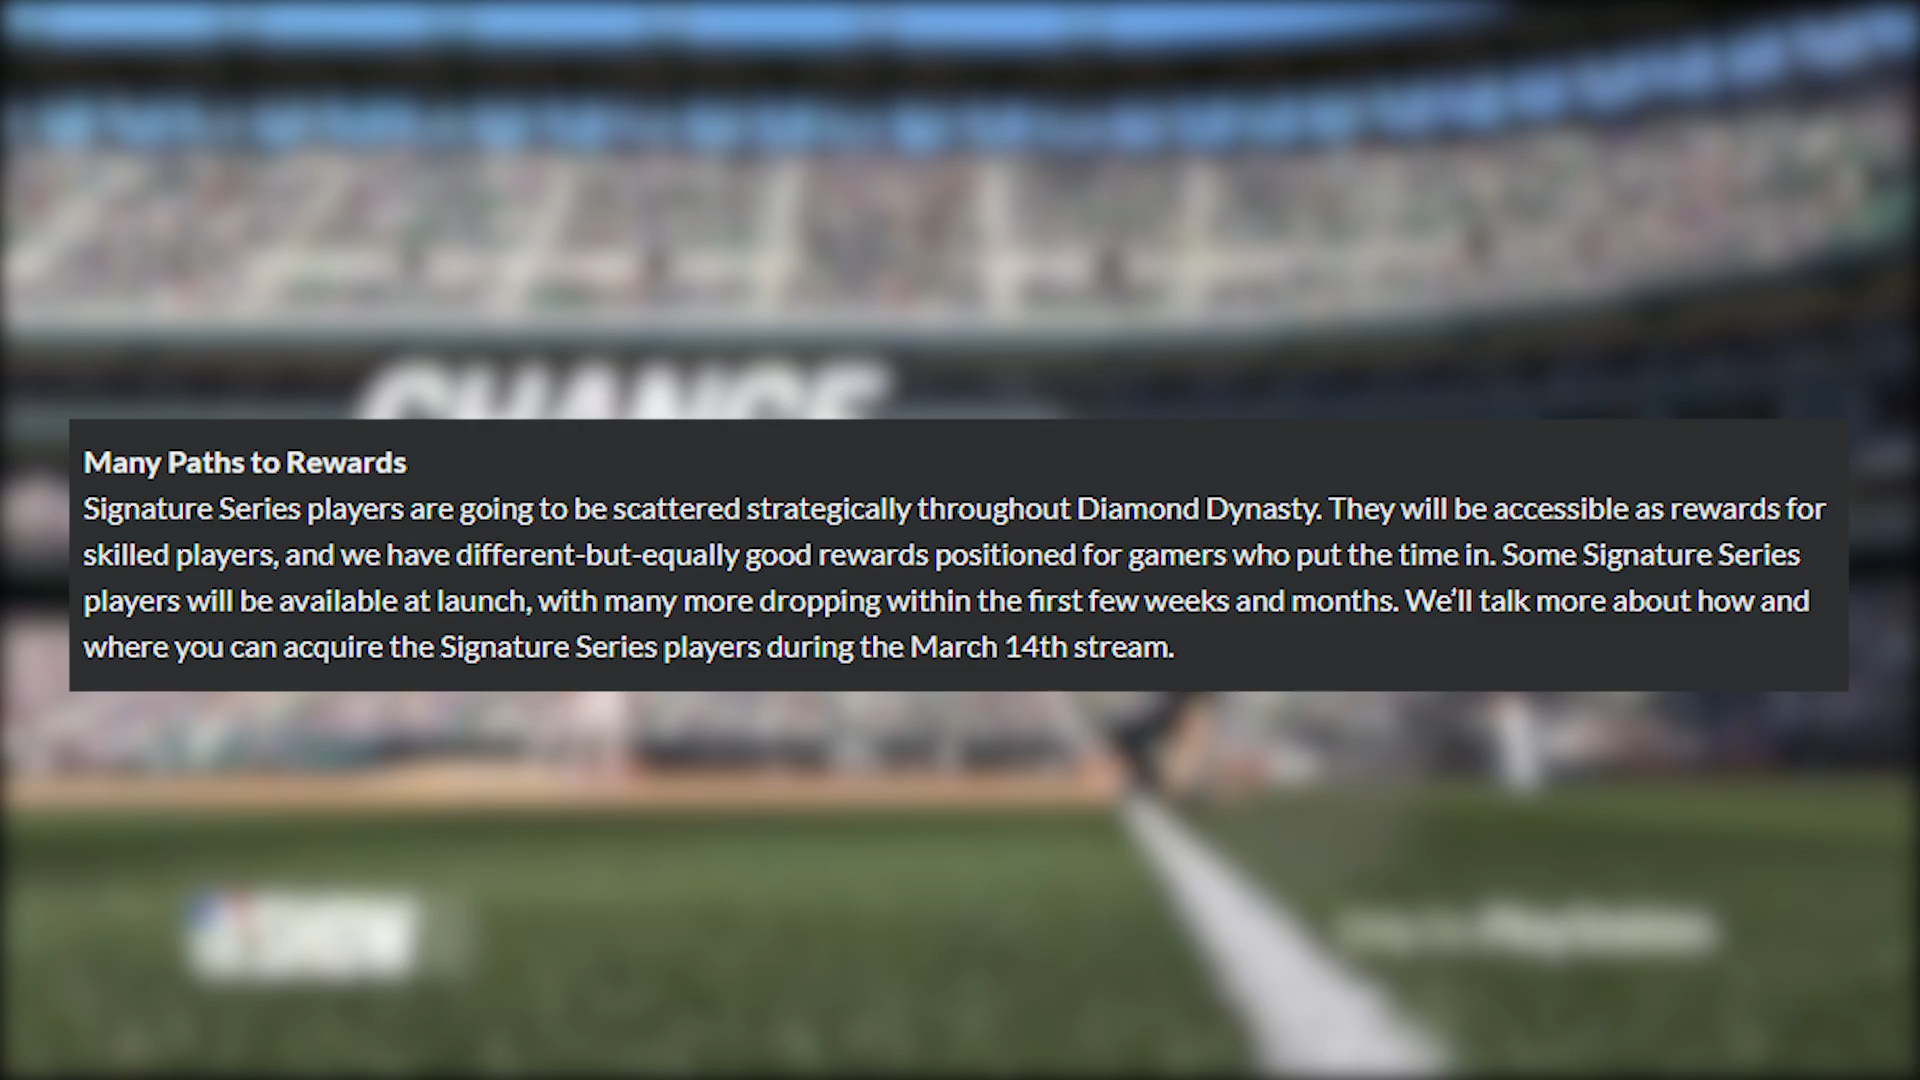 CHANGE
Many Paths to Rewards
Signature Series players are going to be scattered strategically throughout Diamond Dynasty. They will be accessible as rewards for
skilled players, and we have different-but-equally good rewards positioned for gamers who put the time in. Some Signature Series
players will be available at launch, with many more dropping within the first few weeks and months. We’ll talk more about how and
where you can acquire the Signature Series players during the March 14th stream.
PlayStation